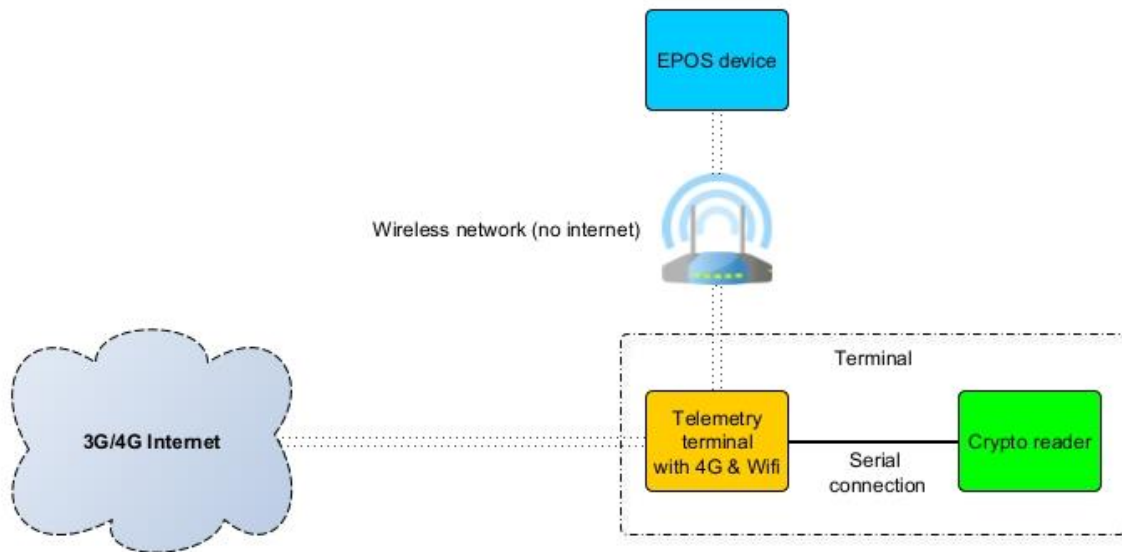 EPOS device
Wireless network (no internet)
Terminal
3G/4G Internet
Telemetry
terminal
with 4G & Wifi
Serial
connection
Crypto reader